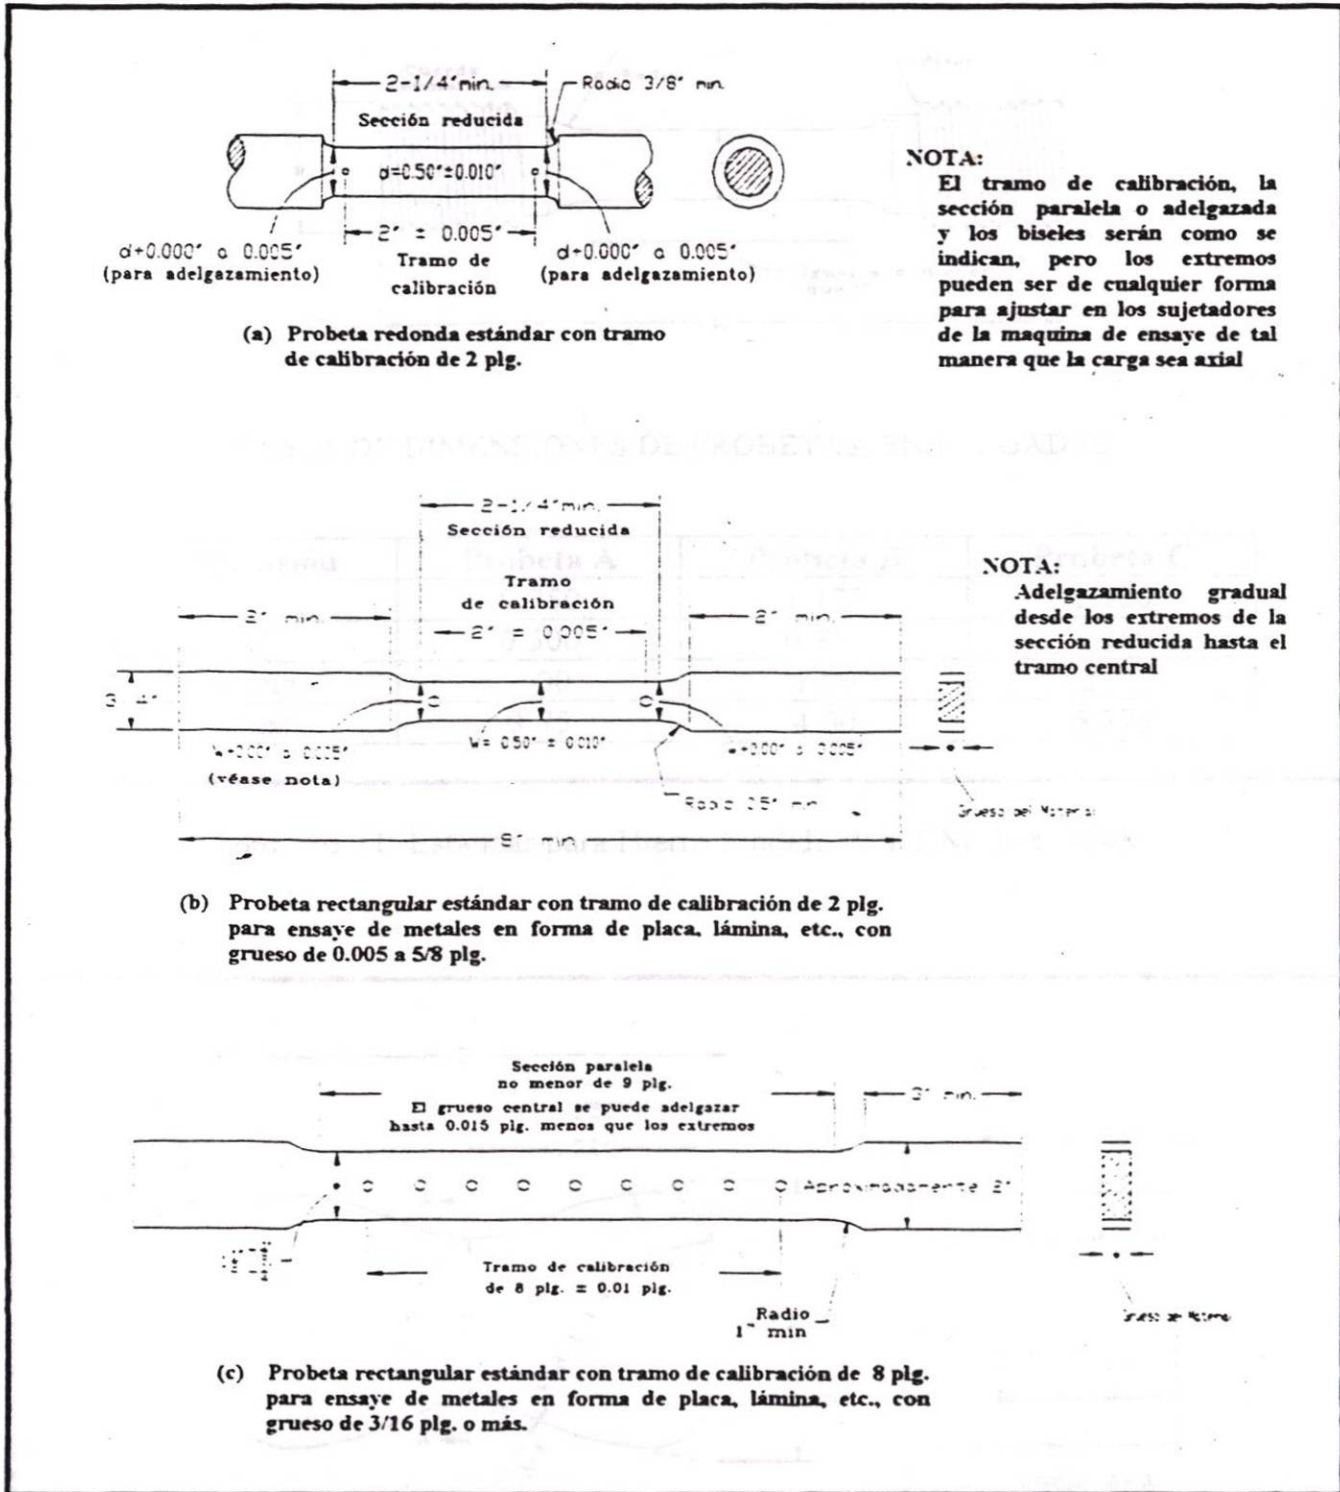 2-1/4"min.
Radio 3/8" min.
Sección reducida
d=0.50"±0.010"
2" ± 0.005"
d+0.000" a 0.005"
(para adelgazamiento)
Tramo de
calibración
d+0.000" a 0.005"
(para adelgazamiento)
(a) Probeta redonda estándar con tramo
de calibración de 2 plg.
NOTA:
El tramo de calibración, la
sección paralela o adelgazada
y los biseles serán como se
indican, pero los extremos
pueden ser de cualquier forma
para ajustar en los sujetadores
de la maquina de ensaye de tal
manera que la carga sea axial
2-1/4"min.
Sección reducida
Tramo
de calibración
2" min.
2" = 0.005"
2" min.
NOTA:
Adelgazamiento gradual
desde los extremos de la
sección reducida hasta el
tramo central
W= 0.50" ± 0.010"
(véase nota)
Radio min
Grueso del Material
min.
(b) Probeta rectangular estándar con tramo de calibración de 2 plg.
para ensaye de metales en forma de placa, lámina, etc., con
grueso de 0.005 a 5/8 plg.
Sección paralela
no menor de 9 plg.
El grueso central se puede adelgazar
hasta 0.015 plg. menos que los extremos
3" min.
Aproximadamente 2"
Tramo de calibración
de 8 plg. ± 0.01 plg.
Radio
1" min
(c) Probeta rectangular estándar con tramo de calibración de 8 plg.
para ensaye de metales en forma de placa, lámina, etc., con
grueso de 3/16 plg. o más.